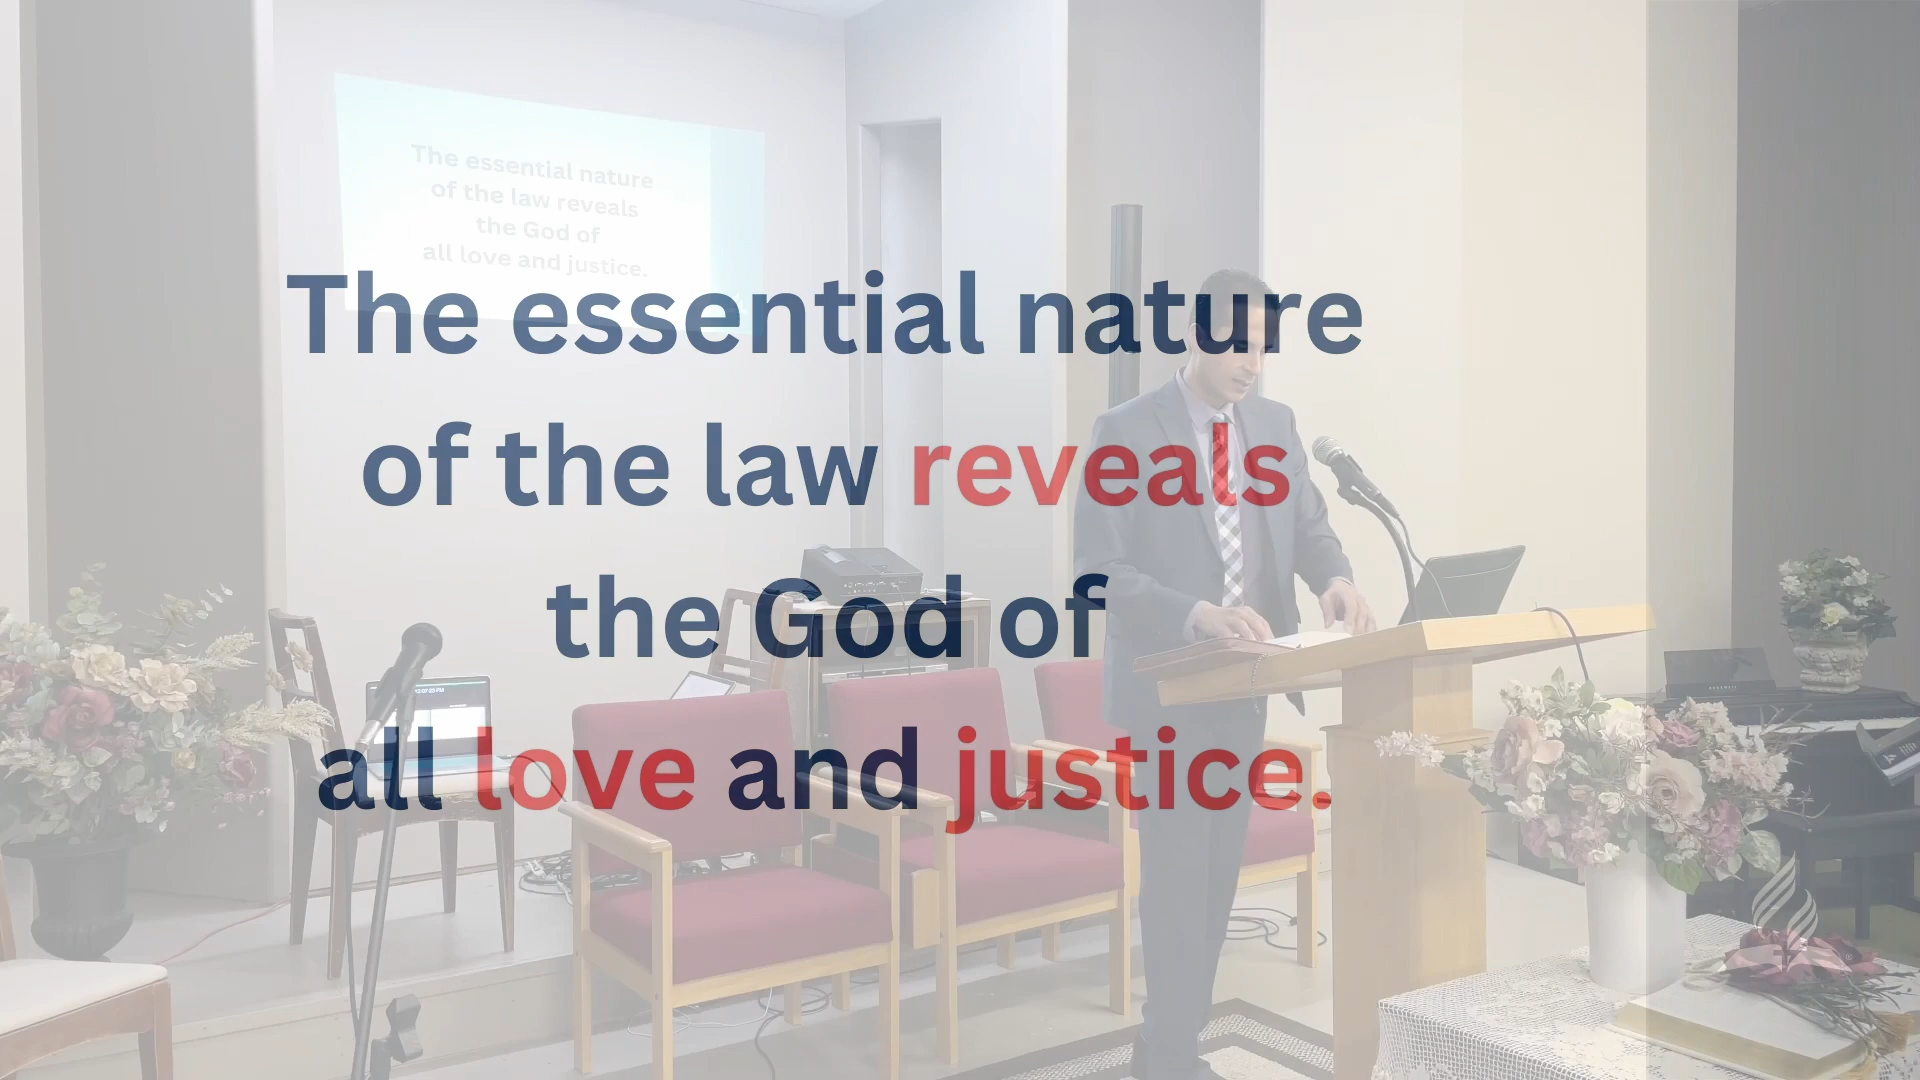 The essential nature
of the law reveals
the God of
all love and justice.
The essential nature
of the law reveals
the God of
all love and justice.